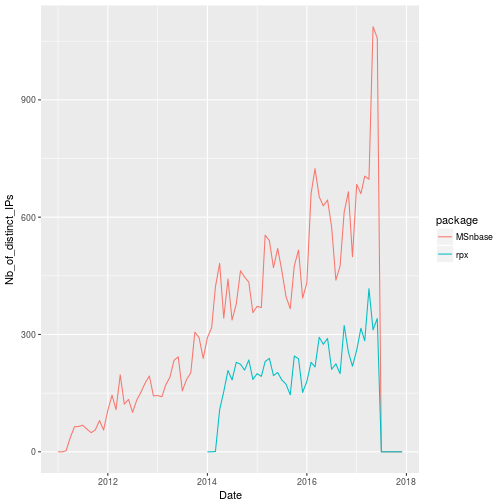 900
600
300
0
Nb_of_distinct_IPs
2012
2014
2016
2018
Date
package
MSnbase
rpx